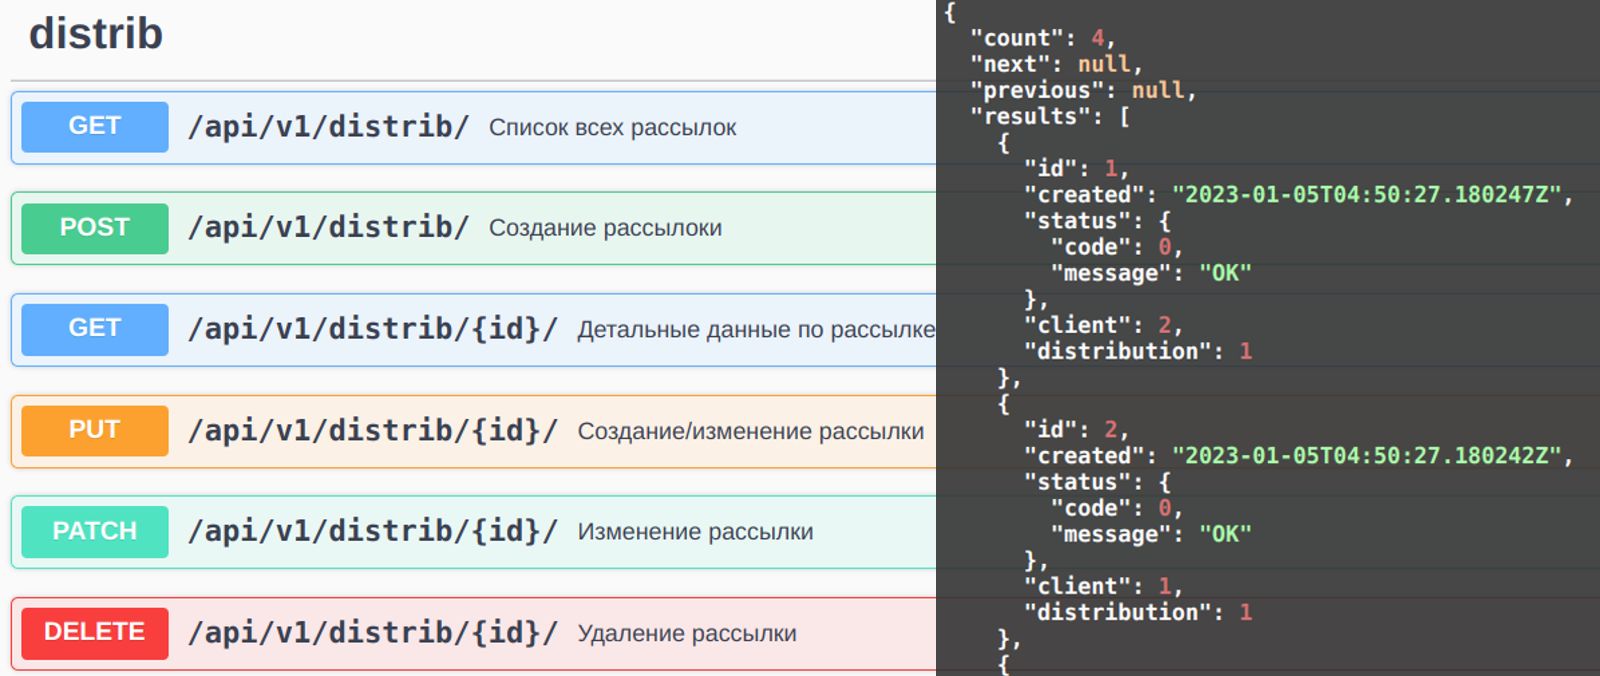 distrib
GET /api/v1/distrib/ Список всех рассылок
POST /api/v1/distrib/ Создание рассылоки
GET /api/v1/distrib/{id}/ Детальные данные по рассылке
PUT /api/v1/distrib/{id}/ Создание/изменение рассылки
PATCH /api/v1/distrib/{id}/ Изменение рассылки
DELETE /api/v1/distrib/{id}/ Удаление рассылки
{
"count": 4,
"next": null,
"previous": null,
"results": [
{
"id": 1,
"created": "2023-01-05T04:50:27.180247Z",
"status": {
"code": 0,
"message": "OK"
},
"client": 2,
"distribution": 1
},
{
"id": 2,
"created": "2023-01-05T04:50:27.180242Z",
"status": {
"code": 0,
"message": "OK"
},
"client": 1,
"distribution": 1
},
{